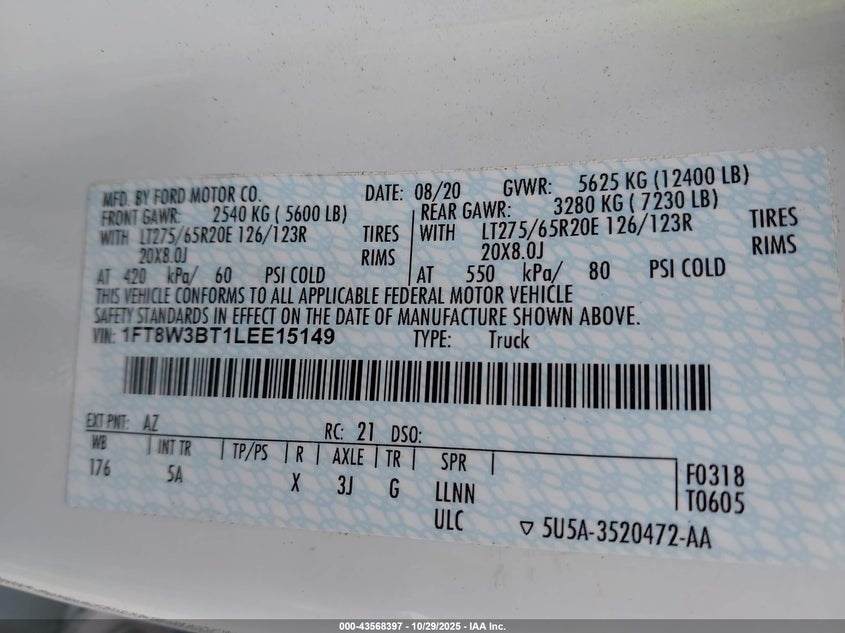 MFD. BY FORD MOTOR CO. DATE: 08/20 GVWR: 5625 KG (12400 LB)
FRONT GAWR: 2540 KG ( 5600 LB) REAR GAWR: 3280 KG ( 7230 LB)
WITH LT275/65R20E 126/123R TIRES WITH LT275/65R20E 126/123R TIRES
20X8.0J RIMS 20X8.0J RIMS
AT 420 kPa/ 60 PSI COLD AT 550 kPa/ 80 PSI COLD
THIS VEHICLE CONFORMS TO ALL APPLICABLE FEDERAL MOTOR VEHICLE
SAFETY STANDARDS IN EFFECT ON THE DATE OF MANUFACTURE SHOWN ABOVE.
VIN: 1FT8W3BT1LEE15149 TYPE: Truck
EXT PNT: AZ RC: 21 DSO:
WB INT TR TP/PS R AXLE TR SPR F0318
176 5A X 3J G LLNN T0605
ULC 5U5A-3520472-AA
000-43568397 | 10/29/2025 | IAA Inc.